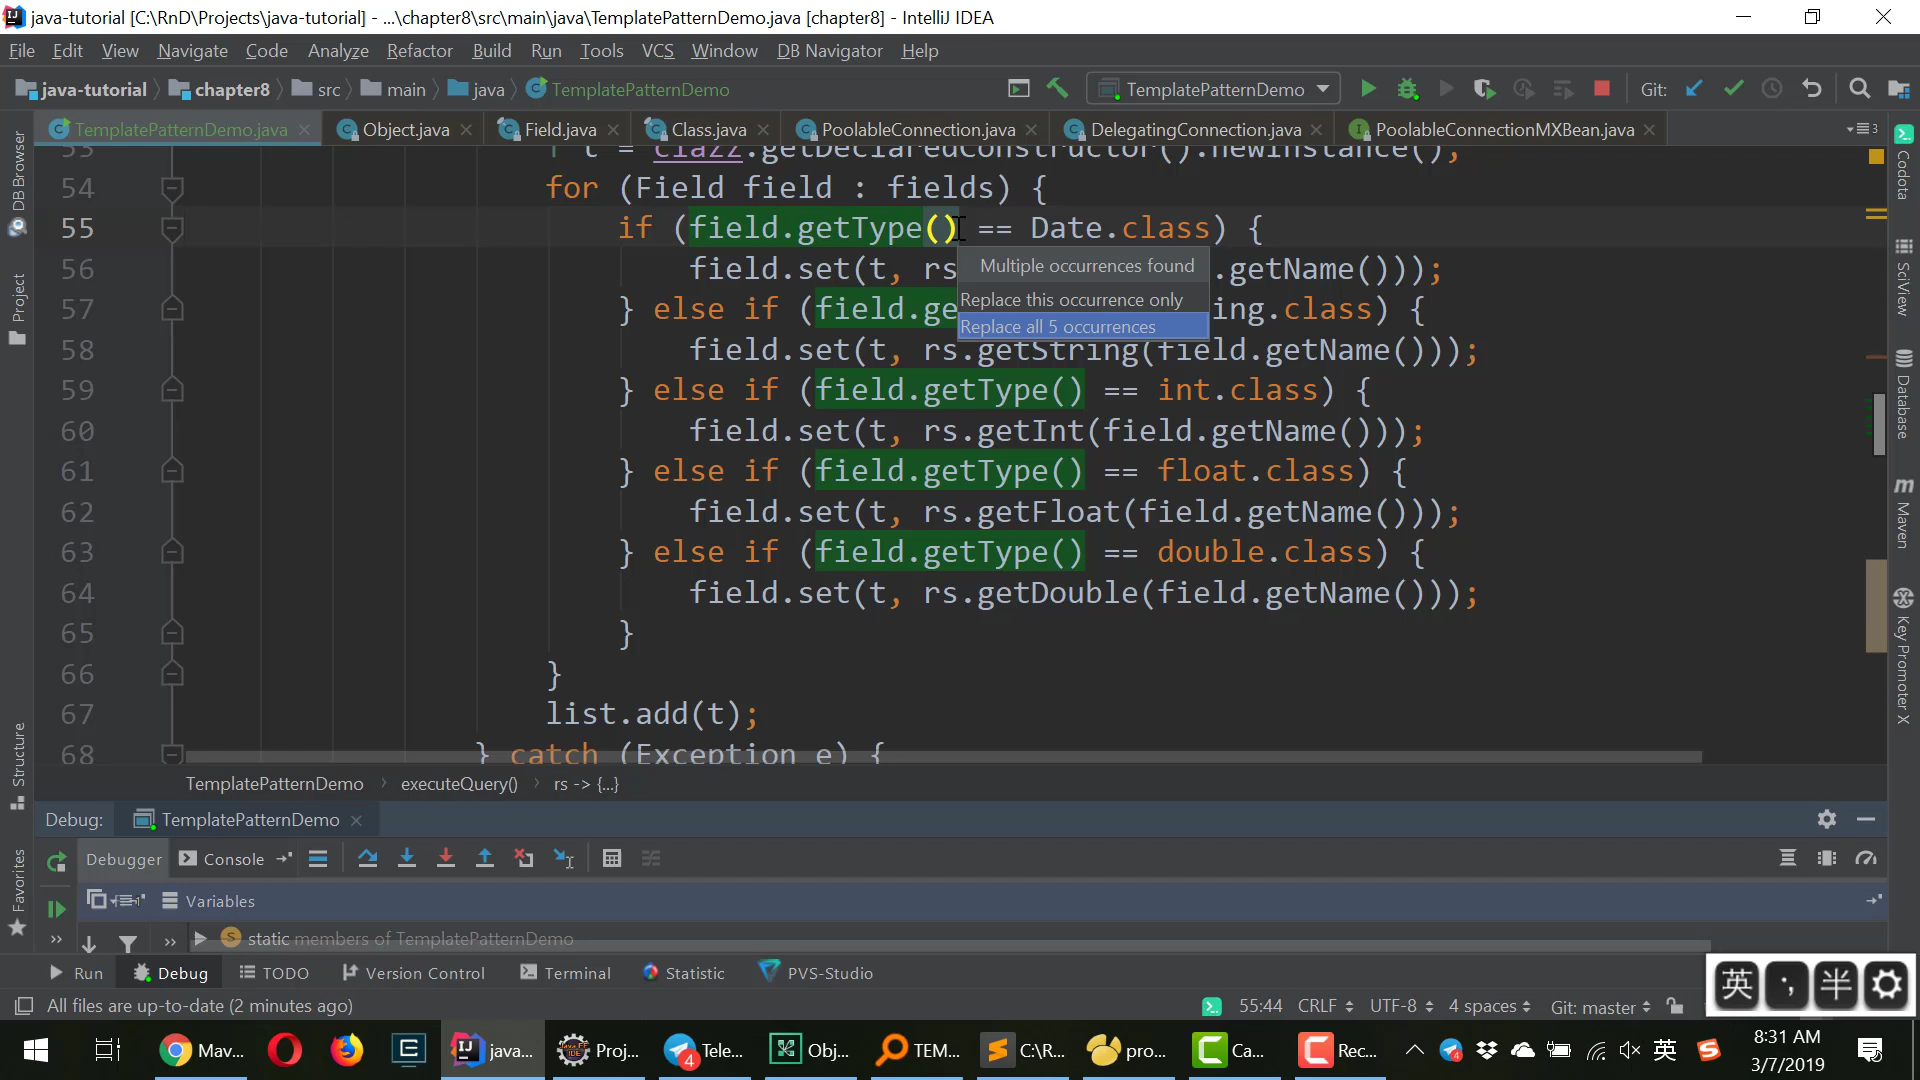 java-tutorial [C:\RnD\Projects\java-tutorial] - ...\chapter8\src\main\java\TemplatePatternDemo.java [chapter8] - IntelliJ IDEA
File Edit View Navigate Code Analyze Refactor Build Run Tools VCS Window DB Navigator Help
java-tutorial chapter8 src main java TemplatePatternDemo TemplatePatternDemo Git:
TemplatePatternDemo.java Object.java Field.java Class.java PoolableConnection.java DelegatingConnection.java PoolableConnectionMXBean.java 3
53 T t = clazz.getDeclaredConstructor().newInstance();
54 for (Field field : fields) {
55 if (field.getType() == Date.class) {
56 field.set(t, rs .getName()));
Multiple occurrences found
Replace this occurrence only
Replace all 5 occurrences
57 } else if (field.ge ing.class) {
58 field.set(t, rs.getString(field.getName()));
59 } else if (field.getType() == int.class) {
60 field.set(t, rs.getInt(field.getName()));
61 } else if (field.getType() == float.class) {
62 field.set(t, rs.getFloat(field.getName()));
63 } else if (field.getType() == double.class) {
64 field.set(t, rs.getDouble(field.getName()));
65 }
66 }
67 list.add(t);
68 } catch (Exception e) {
DB Browser
Project
Structure
Favorites
Codota
SciView
Database
Maven
Key Promoter X
TemplatePatternDemo executeQuery() rs -> {...}
Debug: TemplatePatternDemo
Debugger Console
Variables
static members of TemplatePatternDemo
Run Debug TODO Version Control Terminal Statistic PVS-Studio
英 半
All files are up-to-date (2 minutes ago) 55:44 CRLF UTF-8 4 spaces Git: master
Mav... java... Proj... Tele... Obj... TEM... C:\R... pro... Ca... Rec... 英
8:31 AM
3/7/2019